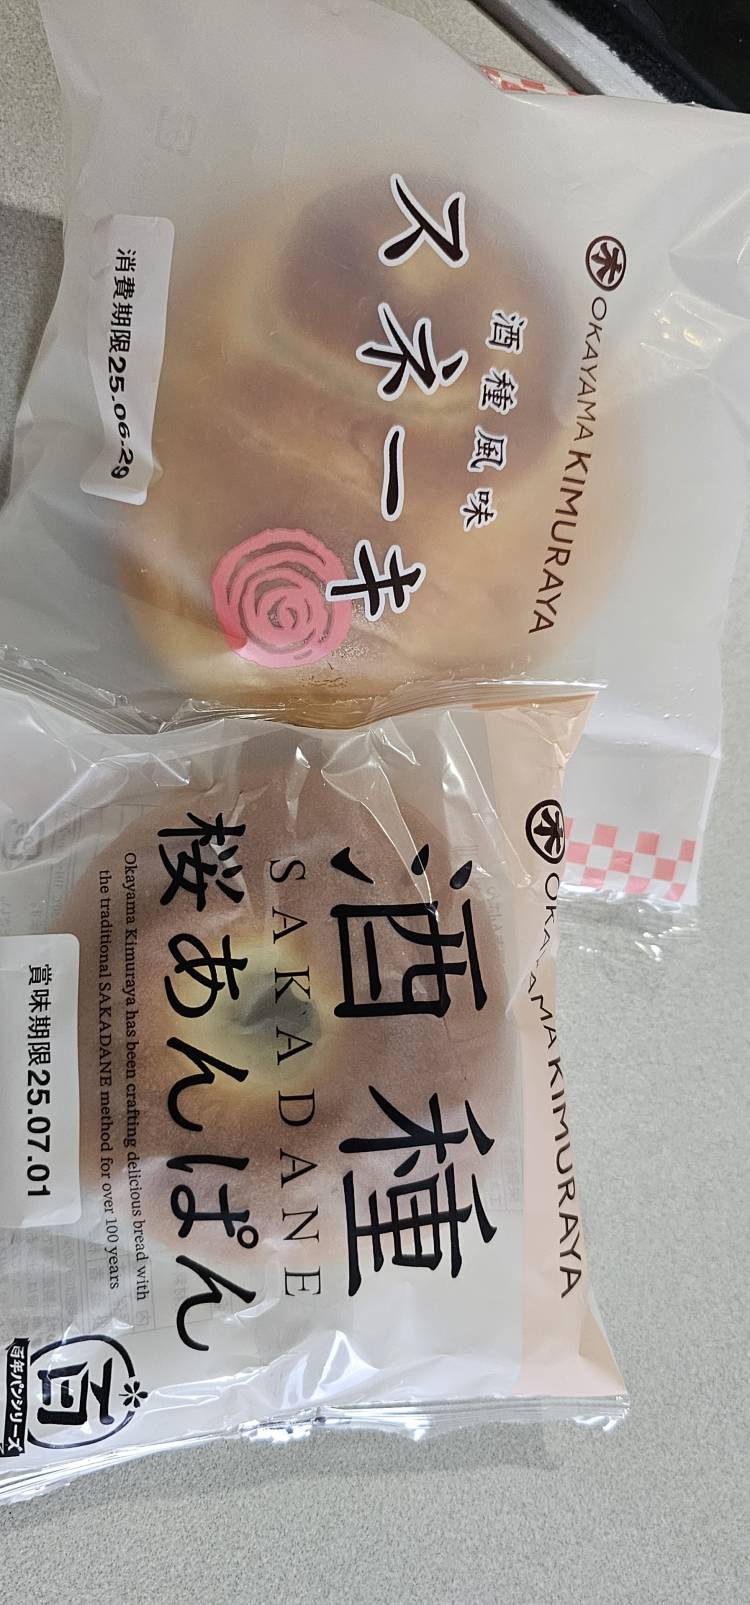 OKAYAMA KIMURAYA
酒種風味
スネーキ
消費期限25.06.29
OKAYAMA KIMURAYA
酒種
SAKADANE
桜あんぱん
Okayama Kimuraya has been crafting delicious bread with
the traditional SAKADANE method for over 100 years
賞味期限25.07.01
百
百年パンシリーズ